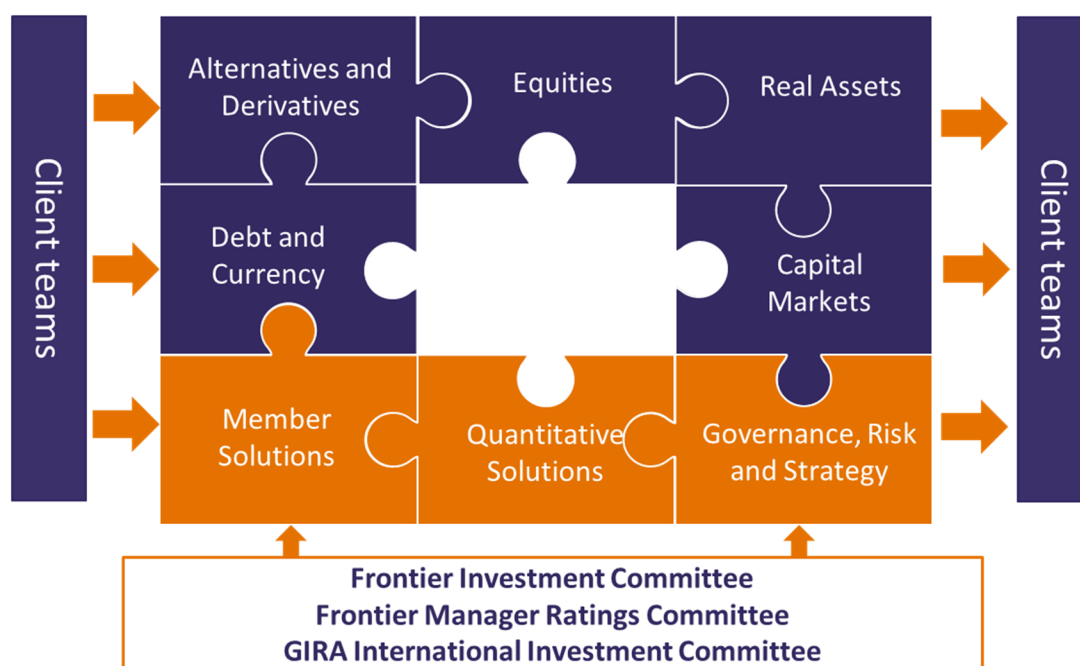 Client teams
Alternatives and
Derivatives
Equities
Real Assets
Client teams
Debt and
Currency
Capital
Markets
Member
Solutions
Quantitative
Solutions
Governance, Risk
and Strategy
Frontier Investment Committee
Frontier Manager Ratings Committee
GIRA International Investment Committee